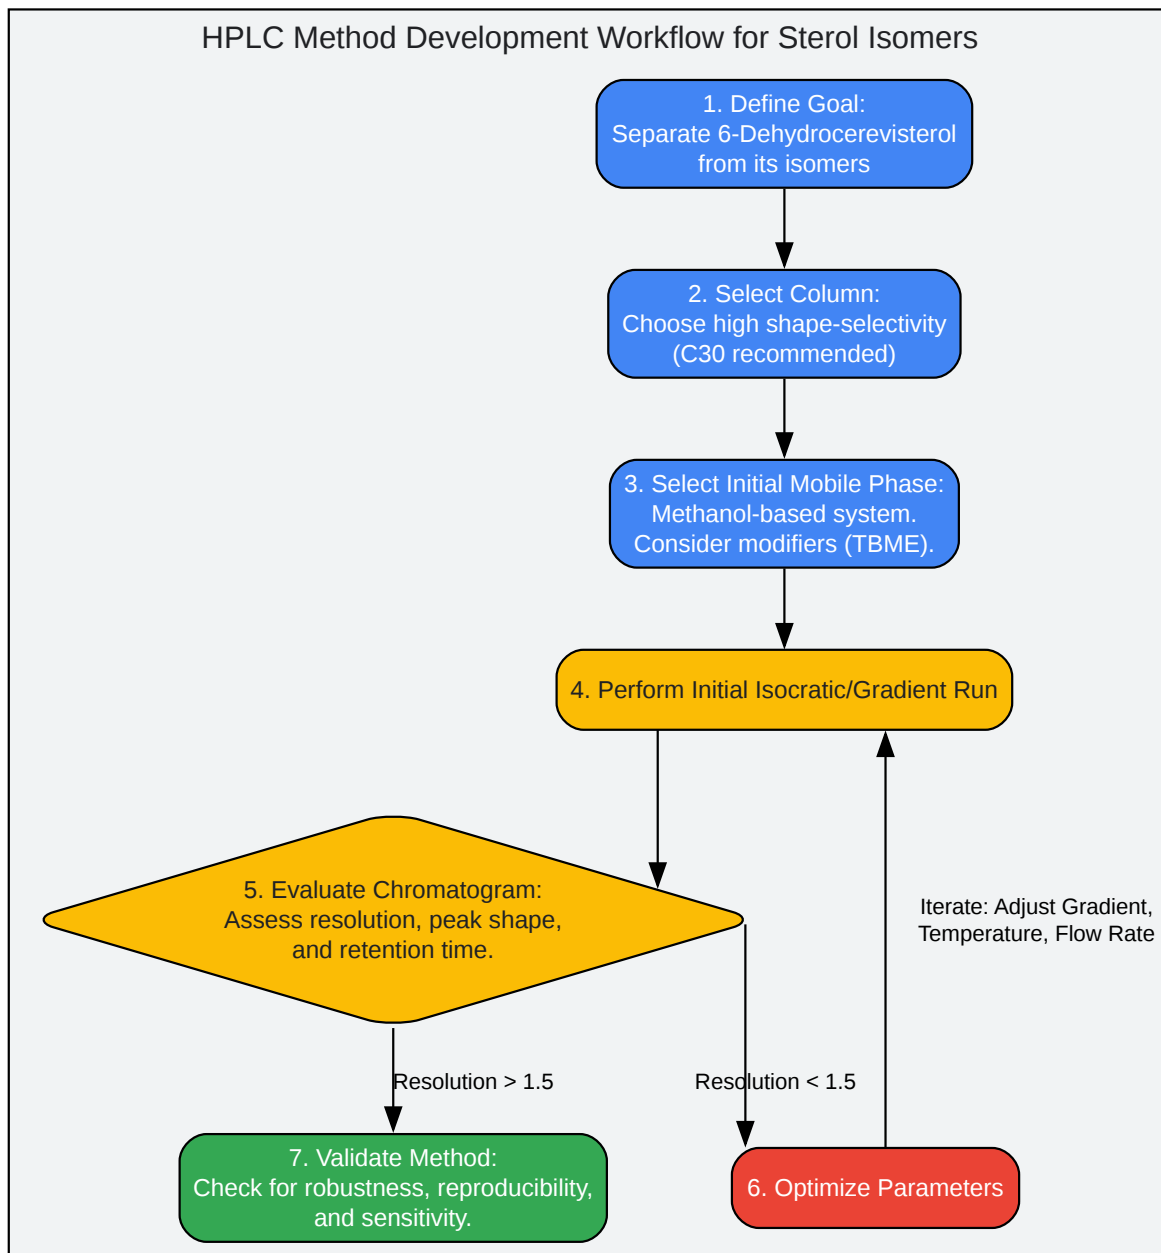 HPLC Method Development Workflow for Sterol Isomers
1. Define Goal:
Separate 6-Dehydrocerevisterol
from its isomers
2. Select Column:
Choose high shape-selectivity
(C30 recommended)
3. Select Initial Mobile Phase:
Methanol-based system.
Consider modifiers (TBME).
4. Perform Initial Isocratic/Gradient Run
5. Evaluate Chromatogram:
Assess resolution, peak shape,
and retention time.
Iterate: Adjust Gradient,
Temperature, Flow Rate
Resolution > 1.5
Resolution < 1.5
7. Validate Method:
Check for robustness, reproducibility,
and sensitivity.
6. Optimize Parameters